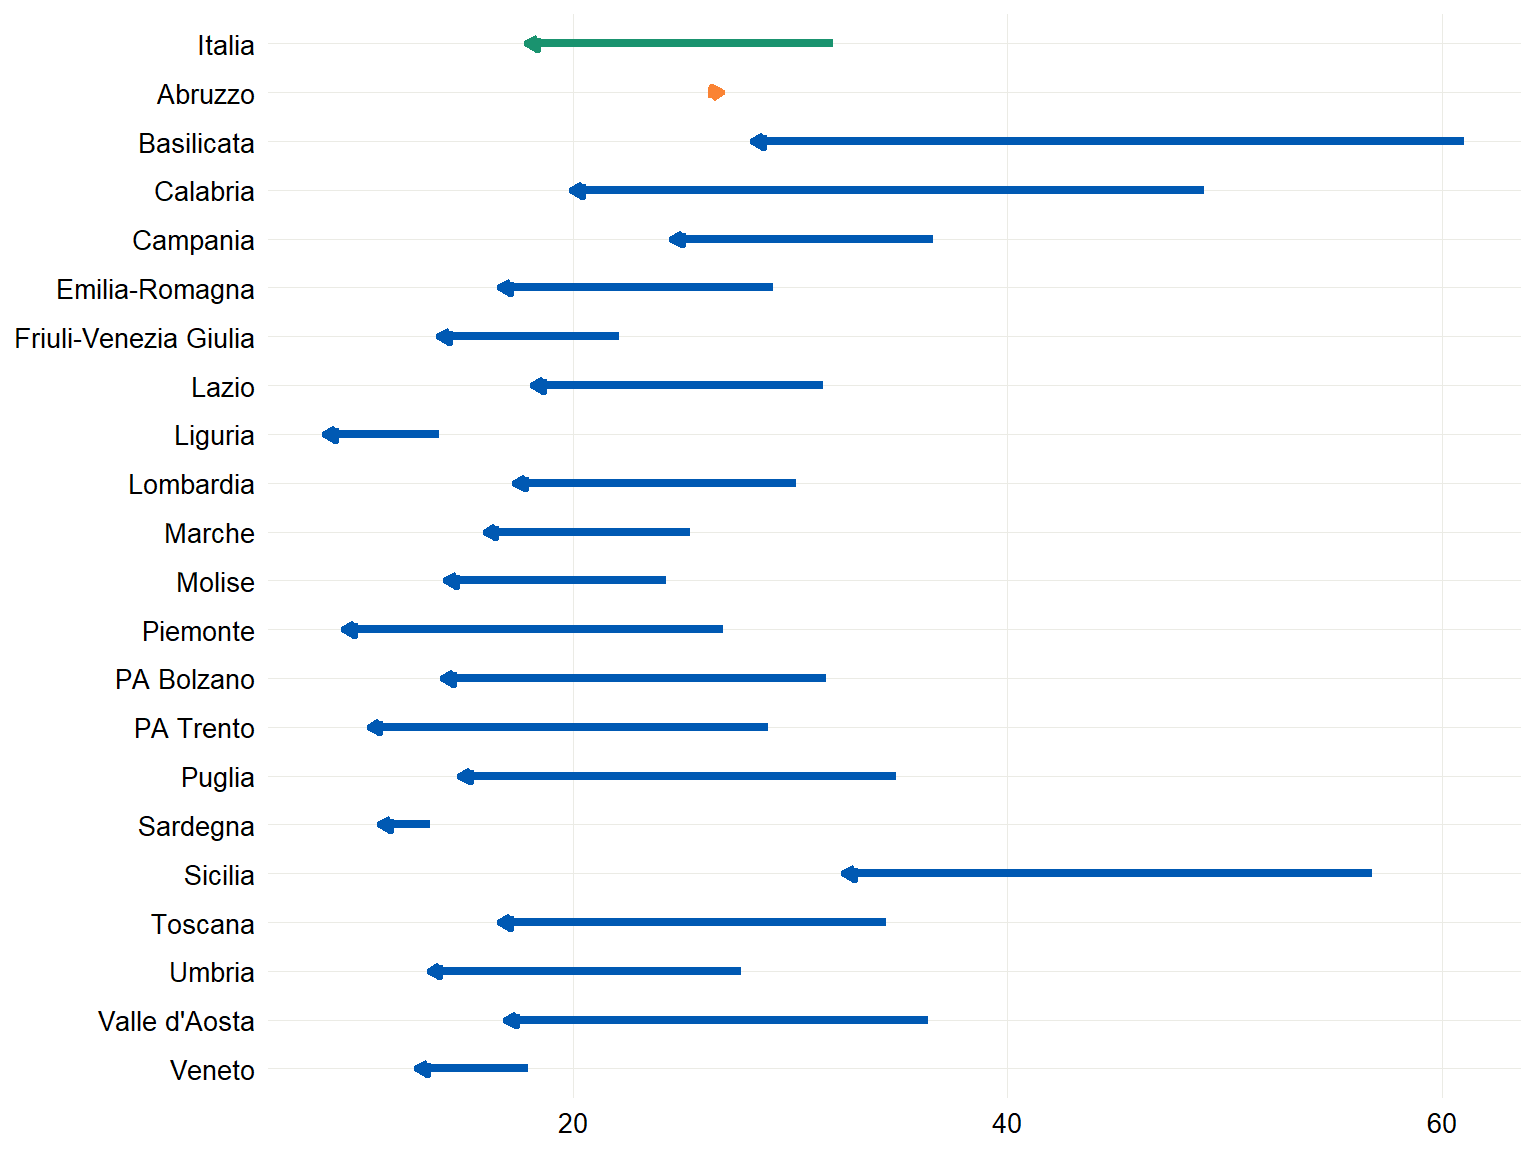 Italia
Abruzzo
Basilicata
Calabria
Campania
Emilia-Romagna
Friuli-Venezia Giulia
Lazio
Liguria
Lombardia
Marche
Molise
Piemonte
PA Bolzano
PA Trento
Puglia
Sardegna
Sicilia
Toscana
Umbria
Valle d'Aosta
Veneto
20 40 60